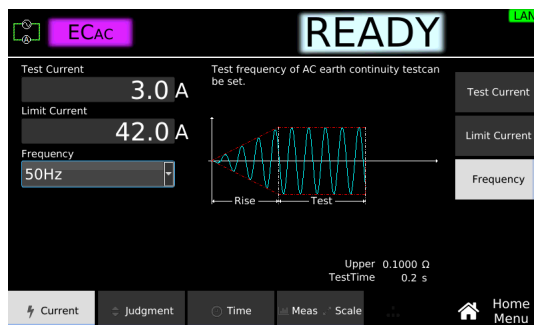 ECAC
READY
LAN
Test Current
3.0 A
Limit Current
42.0 A
Frequency
50Hz
Test frequency of AC earth continuity testcan
be set.
Rise
Test
Upper 0.1000 Ω
TestTime 0.2 s
Test Current
Limit Current
Frequency
Current
Judgment
Time
Meas
Scale
Home
Menu